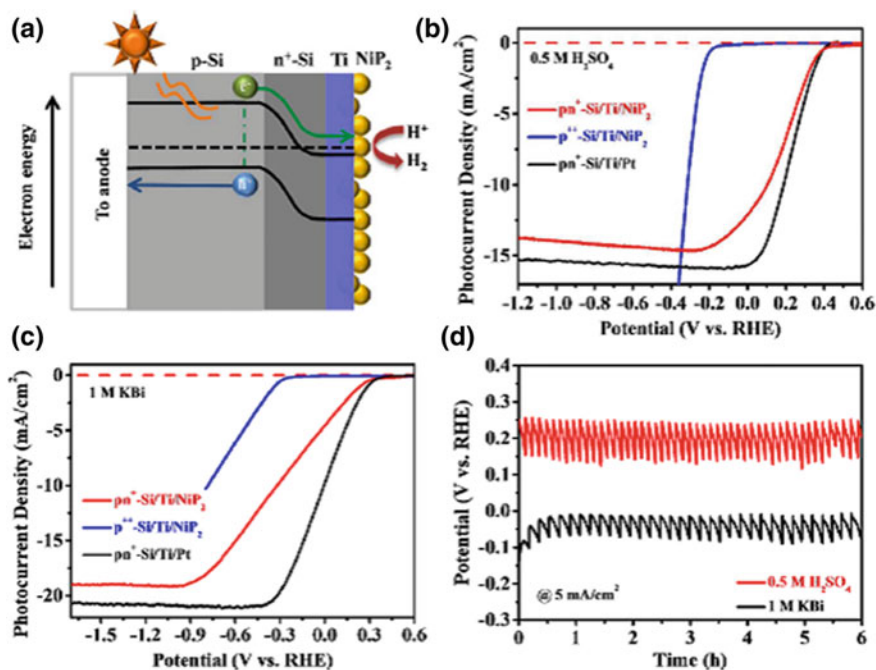 (a)
p-Si
n⁺-Si
Ti
NiP₂
e⁻
H⁺
H₂
Electron energy
To anode
(b)
0.5 M H₂SO₄
pn⁺-Si/Ti/NiP₂
p⁺⁺-Si/Ti/NiP₂
pn⁺-Si/Ti/Pt
Photocurrent Density (mA/cm²)
0
-5
-10
-15
-1.2 -1.0 -0.8 -0.6 -0.4 -0.2 0.0 0.2 0.4 0.6
Potential (V vs. RHE)
(c)
1 M KBi
pn⁺-Si/Ti/NiP₂
p⁺⁺-Si/Ti/NiP₂
pn⁺-Si/Ti/Pt
Photocurrent Density (mA/cm²)
0
-5
-10
-15
-20
-1.5 -1.2 -0.9 -0.6 -0.3 0.0 0.3 0.6
Potential (V vs. RHE)
(d)
Potential (V vs. RHE)
0.4
0.3
0.2
0.1
0.0
-0.1
-0.2
-0.3
@ 5 mA/cm²
0.5 M H₂SO₄
1 M KBi
0 1 2 3 4 5 6
Time (h)